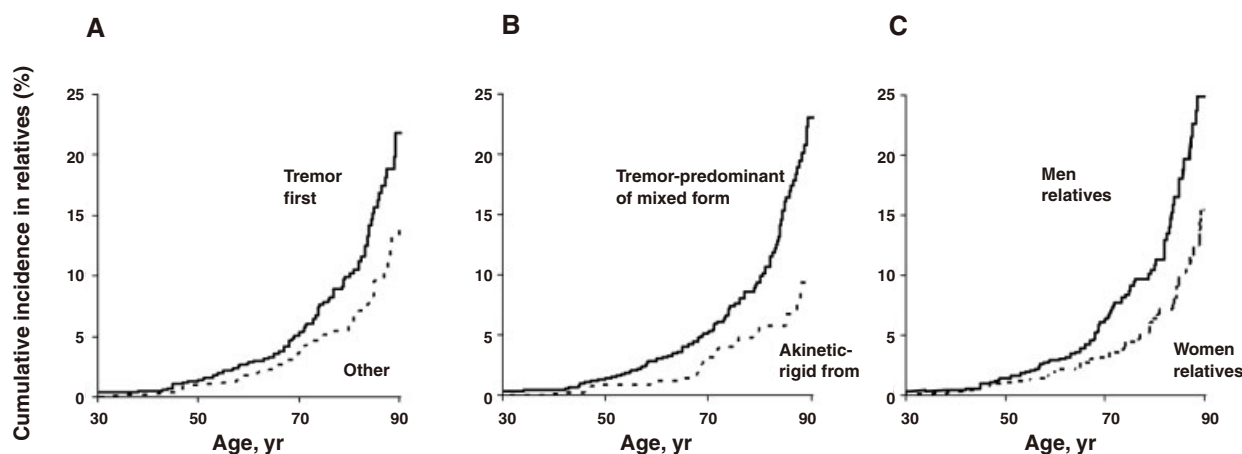 A
B
C
Cumulative incidence in relatives (%)
25
20
15
10
5
0
Tremor
first
Other
30
50
70
90
Age, yr
25
20
15
10
5
0
Tremor-predominant
of mixed form
Akinetic-
rigid from
30
50
70
90
Age, yr
25
20
15
10
5
0
Men
relatives
Women
relatives
30
50
70
90
Age, yr